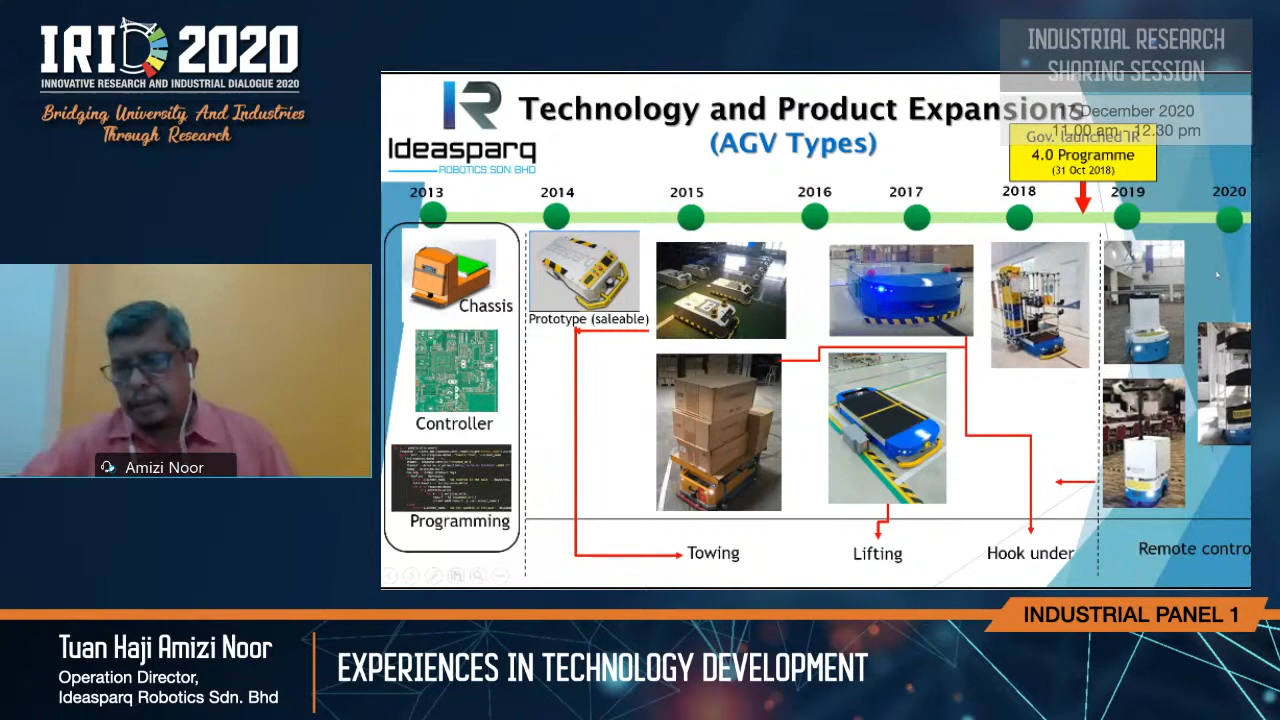 IRID 2020
INNOVATIVE RESEARCH AND INDUSTRIAL DIALOGUE 2020
Bridging University And Industries
Through Research
INDUSTRIAL RESEARCH
SHARING SESSION
17 December 2020
11.00 am - 12.30 pm
IR
Ideasparq
ROBOTICS SDN BHD
Technology and Product Expansions
(AGV Types)
Gov. launched IR
4.0 Programme
(31 Oct 2018)
2013
2014
2015
2016
2017
2018
2019
2020
Chassis
Controller
Programming
Prototype (saleable)
Towing
Lifting
Hook under
Remote contro
Amizi Noor
INDUSTRIAL PANEL 1
Tuan Haji Amizi Noor
Operation Director,
Ideasparq Robotics Sdn. Bhd
EXPERIENCES IN TECHNOLOGY DEVELOPMENT